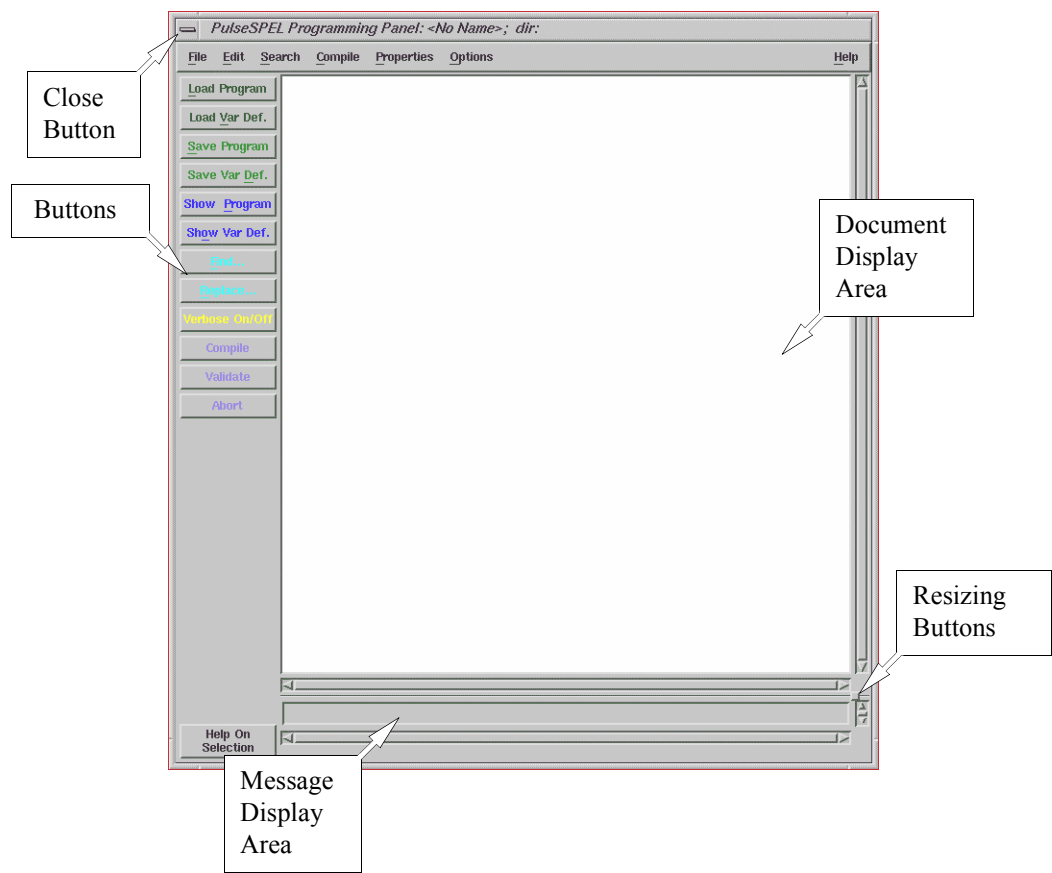 PulseSPEL Programming Panel: <No Name>; dir:
File Edit Search Compile Properties Options Help
Close
Button
Load Program
Load Var Def.
Save Program
Save Var Def.
Buttons
Show Program
Show Var Def.
Replace...
Verbose On/Off
Compile
Validate
Abort
Document
Display
Area
Resizing
Buttons
Help On
Selection
Message
Display
Area